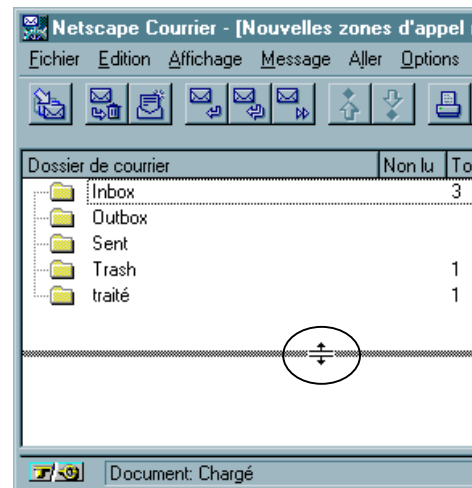 Netscape Courrier - [Nouvelles zones d'appel
Fichier Edition Affichage Message Aller Options
Dossier de courrier Non lu To
Inbox 3
Outbox
Sent
Trash 1
traité 1
Document: Chargé